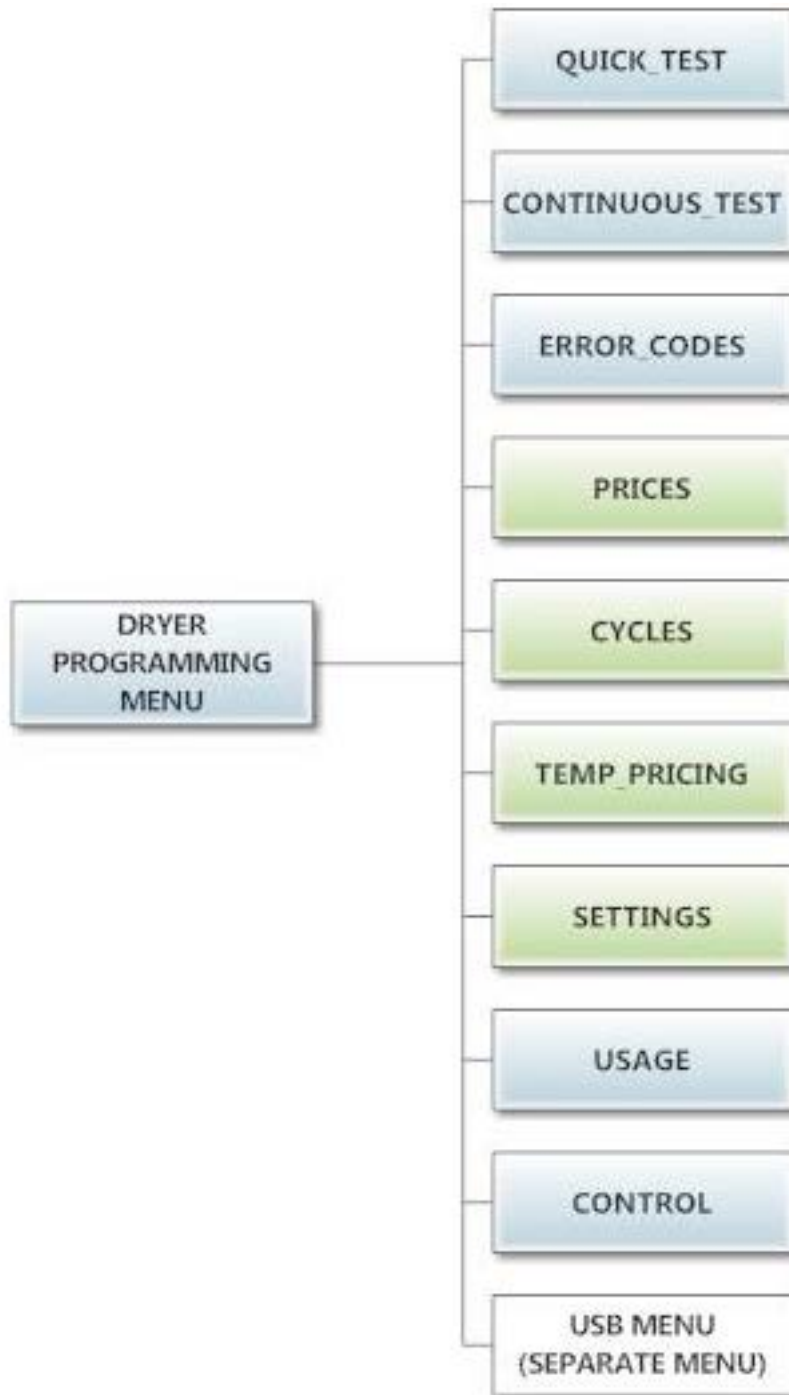 QUICK_TEST
CONTINUOUS_TEST
ERROR_CODES
PRICES
CYCLES
DRYER
PROGRAMMING
MENU
TEMP_PRICING
SETTINGS
USAGE
CONTROL
USB MENU
(SEPARATE MENU)